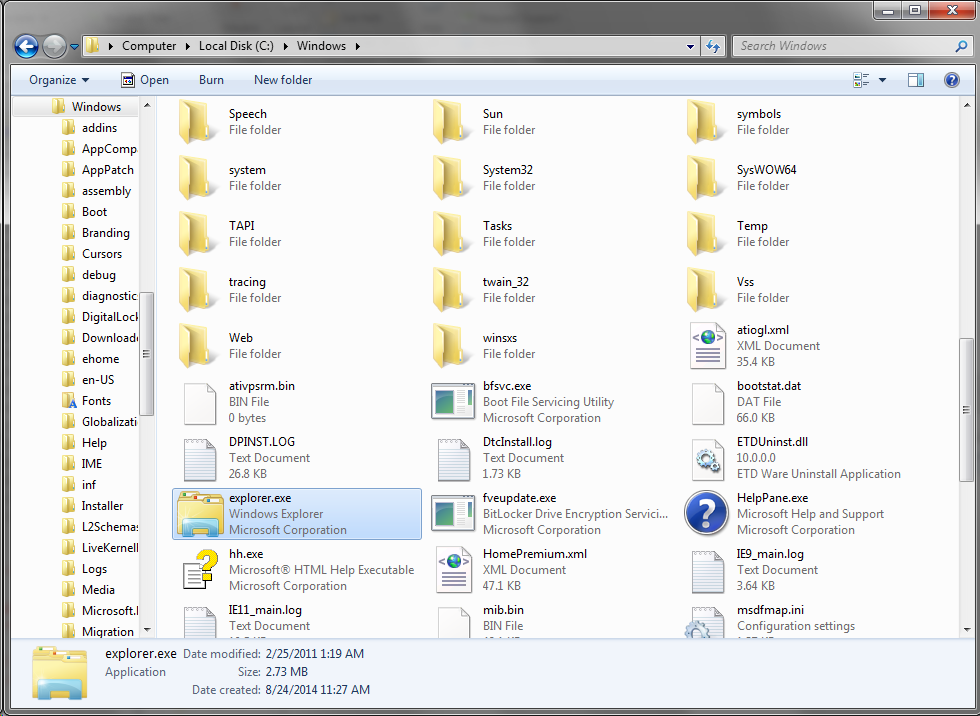 Computer ▸ Local Disk (C:) ▸ Windows ▸
Search Windows
Organize Open Burn New folder
Windows
addins
AppComp
AppPatch
assembly
Boot
Branding
Cursors
debug
diagnostic
DigitalLock
Download
ehome
en-US
Fonts
Globalizati
Help
IME
inf
Installer
L2Schemas
LiveKernel
Logs
Media
Microsoft.
Migration
Speech
File folder
Sun
File folder
symbols
File folder
system
File folder
System32
File folder
SysWOW64
File folder
TAPI
File folder
Tasks
File folder
Temp
File folder
tracing
File folder
twain_32
File folder
Vss
File folder
Web
File folder
winsxs
File folder
atiogl.xml
XML Document
35.4 KB
ativpsrm.bin
BIN File
0 bytes
bfsvc.exe
Boot File Servicing Utility
Microsoft Corporation
bootstat.dat
DAT File
66.0 KB
DPINST.LOG
Text Document
26.8 KB
DtcInstall.log
Text Document
1.73 KB
ETDUninst.dll
10.0.0.0
ETD Ware Uninstall Application
explorer.exe
Windows Explorer
Microsoft Corporation
fveupdate.exe
BitLocker Drive Encryption Servici...
Microsoft Corporation
HelpPane.exe
Microsoft Help and Support
Microsoft Corporation
hh.exe
Microsoft® HTML Help Executable
Microsoft Corporation
HomePremium.xml
XML Document
47.1 KB
IE9_main.log
Text Document
3.64 KB
IE11_main.log
Text Document
mib.bin
BIN File
msdfmap.ini
Configuration settings
explorer.exe Date modified: 2/25/2011 1:19 AM
Application Size: 2.73 MB
Date created: 8/24/2014 11:27 AM